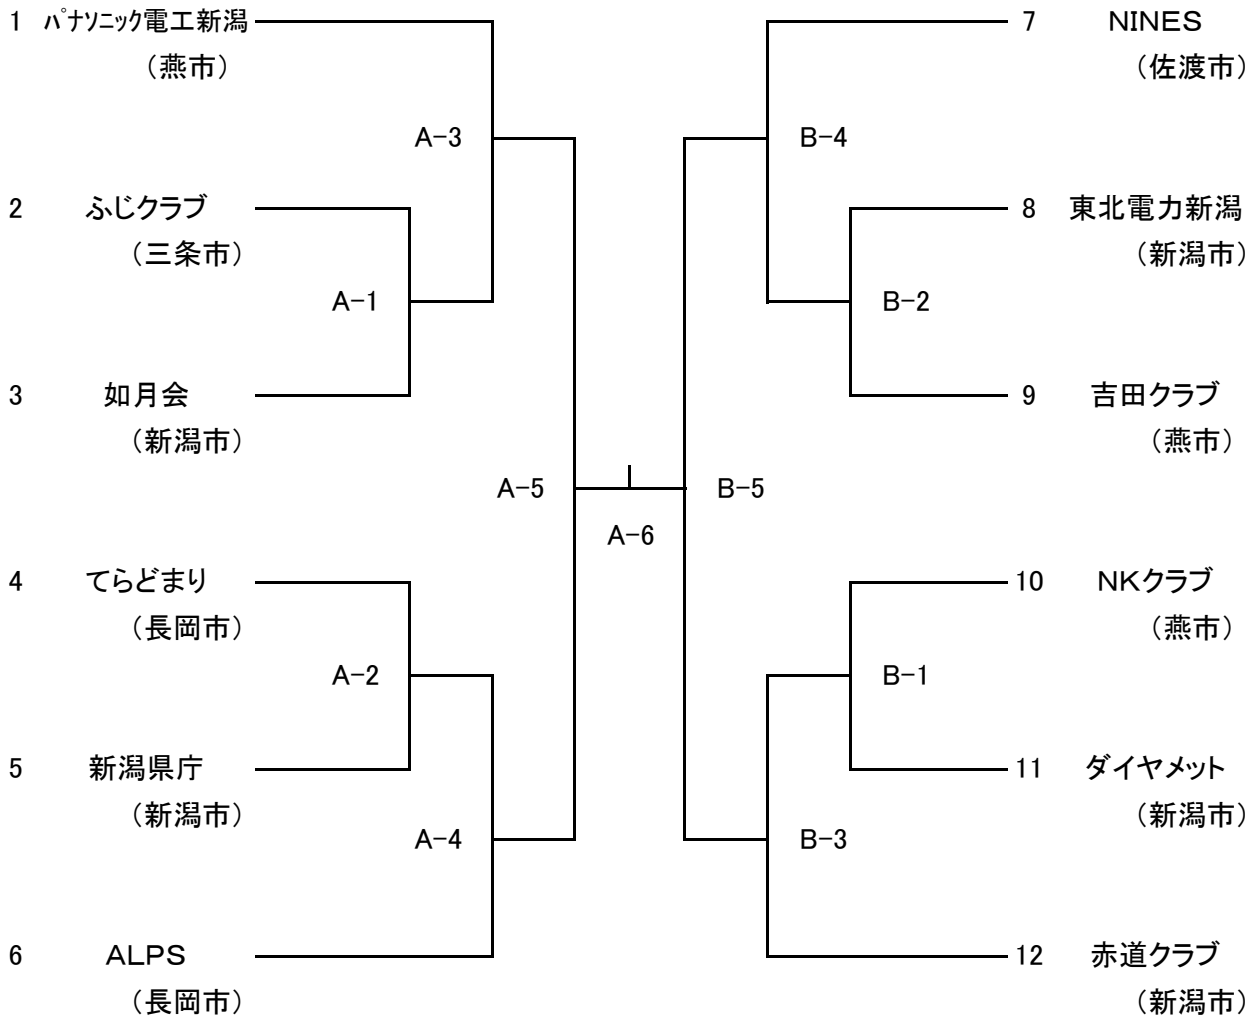 1 ﾊﾟﾅｿﾆｯｸ電工新潟
（燕市）
A-3
2 ふじクラブ
（三条市）
A-1
3 如月会
（新潟市）
A-5
4 てらどまり
（長岡市）
A-2
5 新潟県庁
（新潟市）
A-4
6 ALPS
（長岡市）
A-6
7 NINES
（佐渡市）
B-4
8 東北電力新潟
（新潟市）
B-2
9 吉田クラブ
（燕市）
B-5
10 NKクラブ
（燕市）
B-1
11 ダイヤメット
（新潟市）
B-3
12 赤道クラブ
（新潟市）